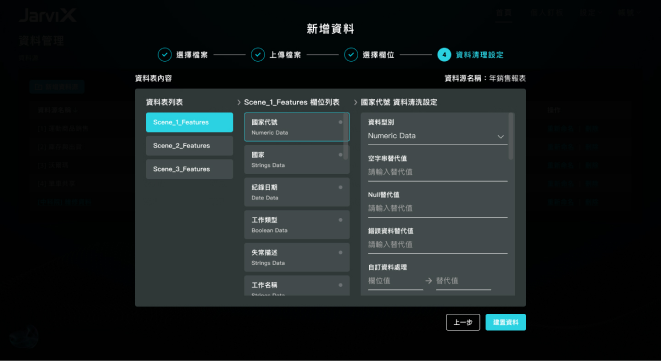 JarviX
資料管理
新增資料
選擇檔案
上傳檔案
選擇欄位
4 資料清理設定
資料表內容
資料源名稱：年銷售報表
資料表列表
Scene_1_Features
Scene_2_Features
Scene_3_Features
> Scene_1_Features 欄位列表
國家代號
Numeric Data
國家
Strings Data
紀錄日期
Date Data
工作類型
Boolean Data
失常描述
Strings Data
工作名稱
Strings Data
> 國家代號 資料清洗設定
資料型別
Numeric Data
空字串替代值
請輸入替代值
Null替代值
請輸入替代值
錯誤資料替代值
請輸入替代值
自訂資料處理
欄位值 → 替代值
上一步
建置資料